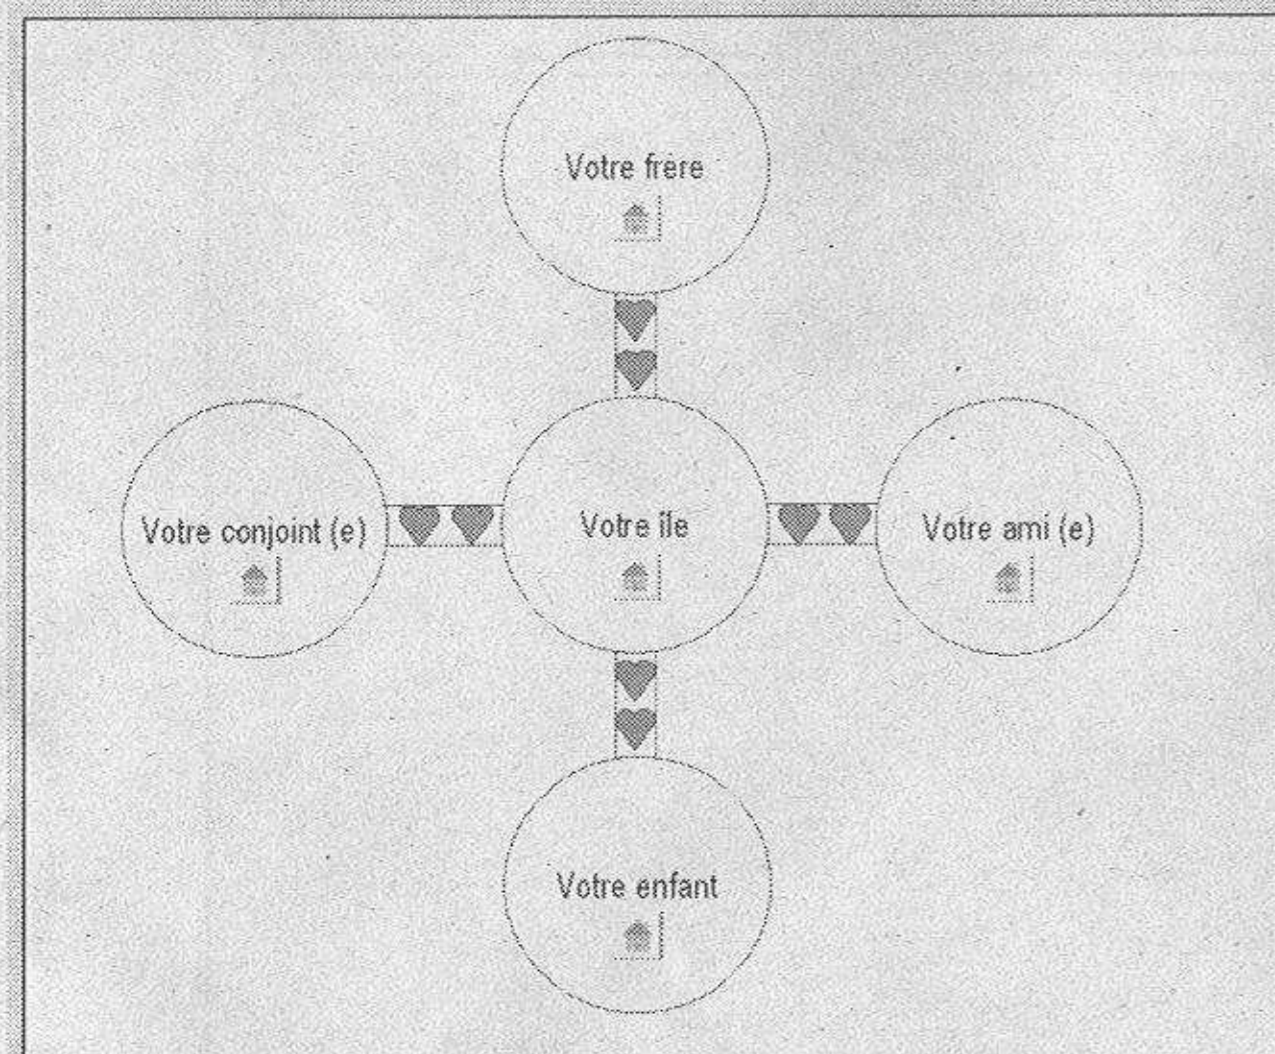 Votre frère
Votre conjoint (e)
Votre île
Votre ami (e)
Votre enfant